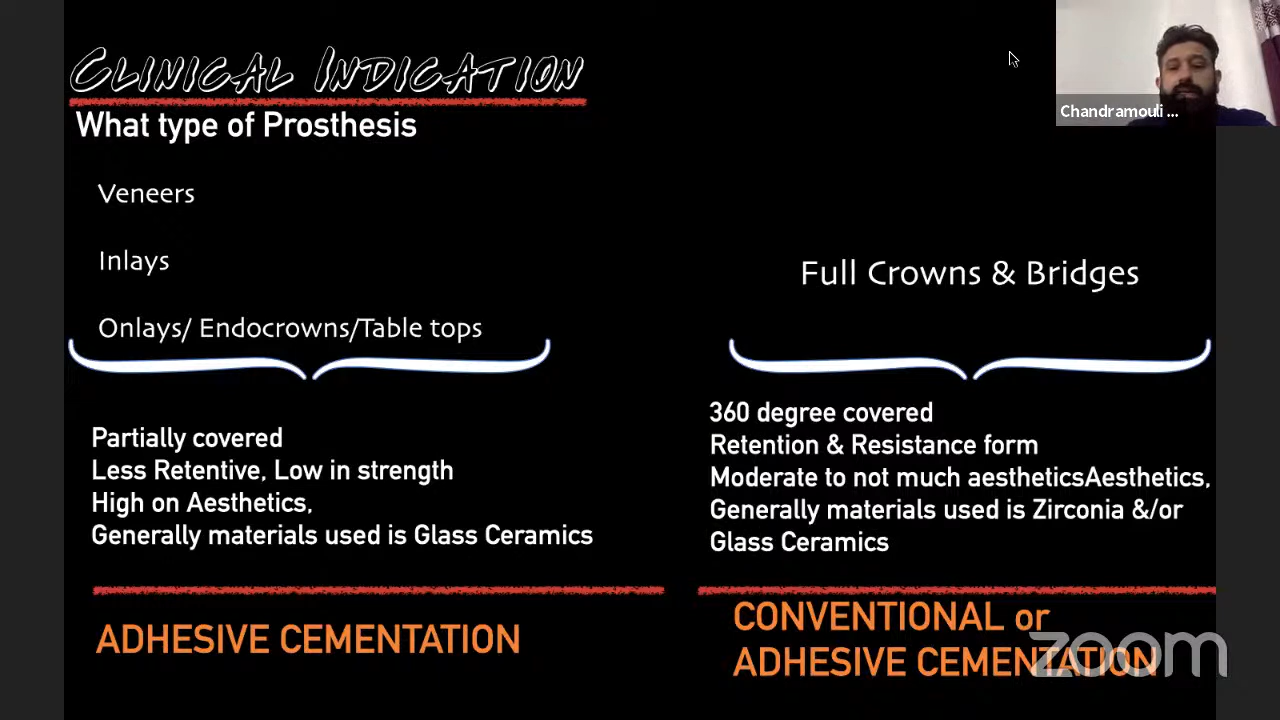 CLINICAL INDICATION
What type of Prosthesis
Veneers
Inlays
Onlays/ Endocrowns/Table tops
Partially covered
Less Retentive, Low in strength
High on Aesthetics,
Generally materials used is Glass Ceramics
ADHESIVE CEMENTATION
Full Crowns & Bridges
360 degree covered
Retention & Resistance form
Moderate to not much aestheticsAesthetics,
Generally materials used is Zirconia &/or
Glass Ceramics
CONVENTIONAL or
ADHESIVE CEMENTATION
Chandramouli ...
zoom